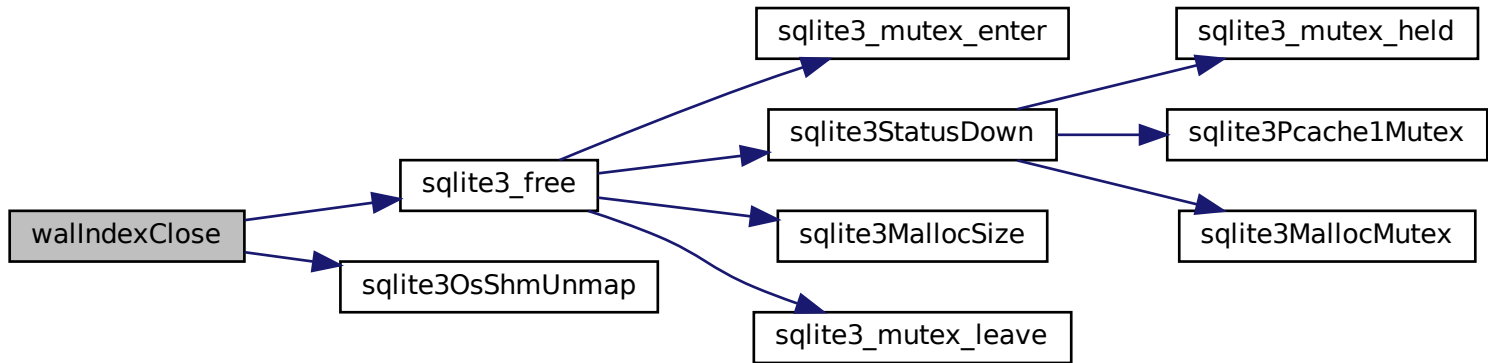 walIndexClose
sqlite3_free
sqlite3OsShmUnmap
sqlite3_mutex_enter
sqlite3StatusDown
sqlite3MallocSize
sqlite3_mutex_leave
sqlite3_mutex_held
sqlite3Pcache1Mutex
sqlite3MallocMutex